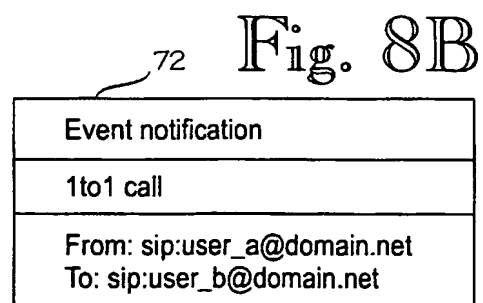 Fig. 8B
72
Event notification
1to1 call
From: sip:user_a@domain.net
To: sip:user_b@domain.net